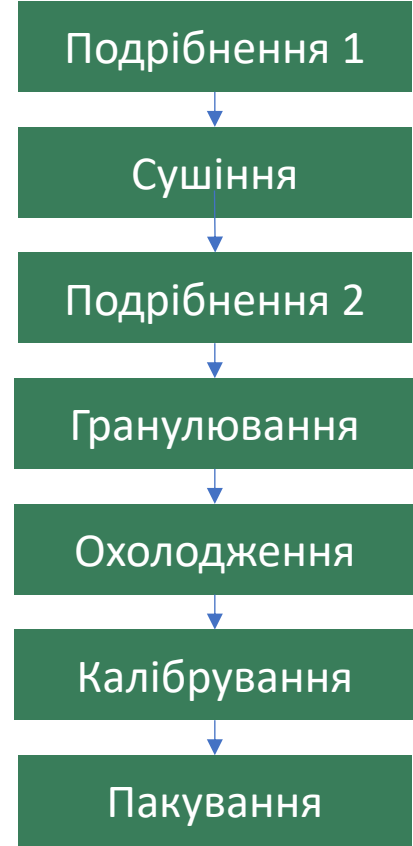 Подрібнення 1
Сушіння
Подрібнення 2
Гранулювання
Охолодження
Калібрування
Пакування